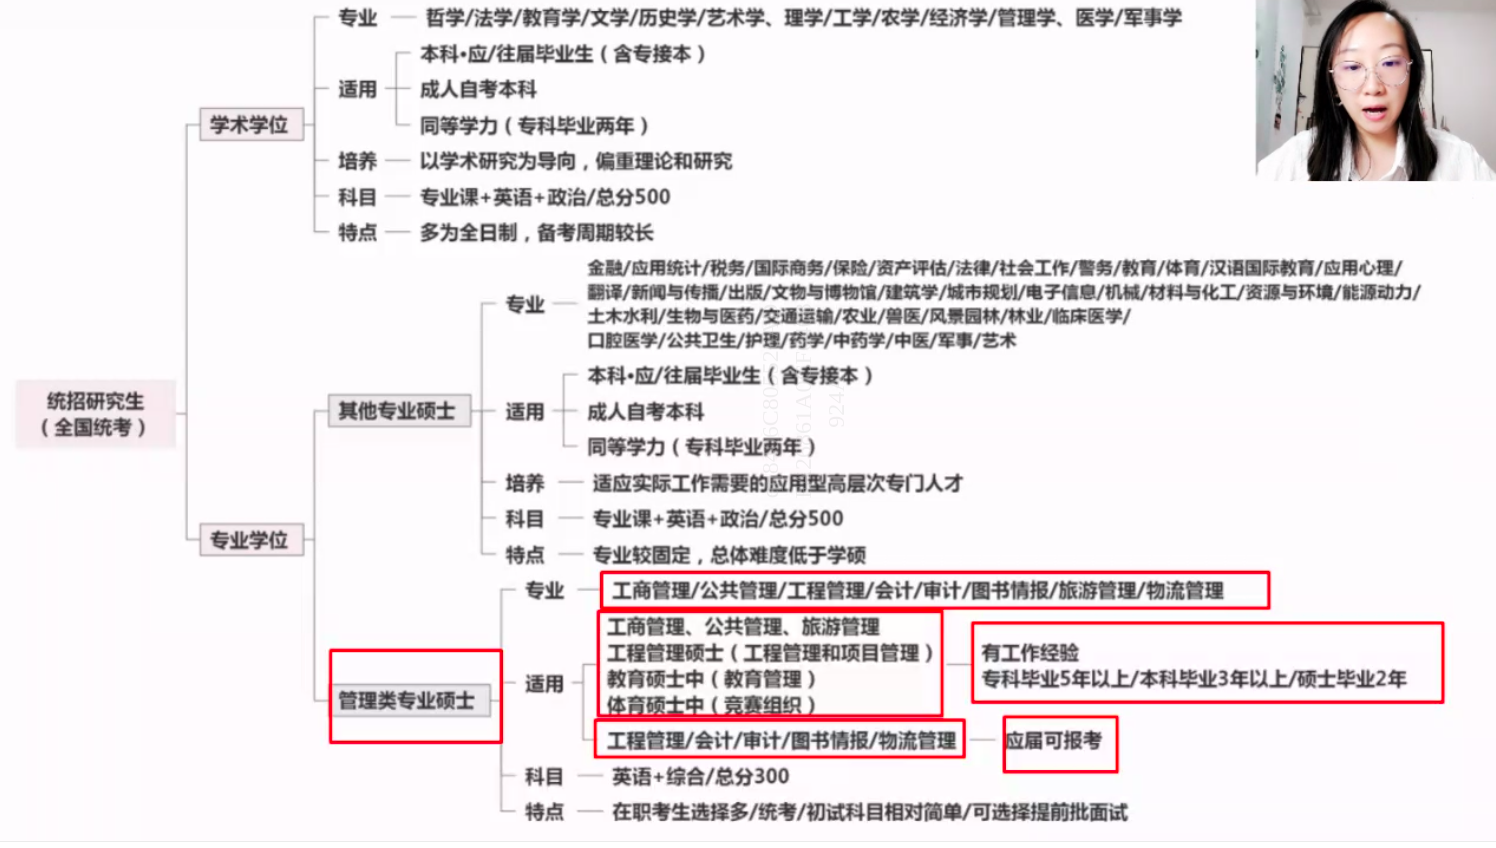 专业
哲学/法学/教育学/文学/历史学/艺术学、理学/工学/农学/经济学/管理学、医学/军事学
适用
本科•应/往届毕业生（含专接本）
成人自考本科
同等学力（专科毕业两年）
学术学位
培养
以学术研究为导向，偏重理论和研究
科目
专业课+英语+政治/总分500
特点
多为全日制，备考周期较长
统招研究生
（全国统考）
专业学位
其他专业硕士
专业
金融/应用统计/税务/国际商务/保险/资产评估/法律/社会工作/警务/教育/体育/汉语国际教育/应用心理/
翻译/新闻与传播/出版/文物与博物馆/建筑学/城市规划/电子信息/机械/材料与化工/资源与环境/能源动力/
土木水利/生物与医药/交通运输/农业/兽医/风景园林/林业/临床医学/
口腔医学/公共卫生/护理/药学/中药学/中医/军事/艺术
适用
本科•应/往届毕业生（含专接本）
成人自考本科
同等学力（专科毕业两年）
培养
适应实际工作需要的应用型高层次专门人才
科目
专业课+英语+政治/总分500
特点
专业较固定，总体难度低于学硕
管理类专业硕士
专业
工商管理/公共管理/工程管理/会计/审计/图书情报/旅游管理/物流管理
适用
工商管理、公共管理、旅游管理
工程管理硕士（工程管理和项目管理）
教育硕士中（教育管理）
体育硕士中（竞赛组织）
有工作经验
专科毕业5年以上/本科毕业3年以上/硕士毕业2年
工程管理/会计/审计/图书情报/物流管理
应届可报考
科目
英语+综合/总分300
特点
在职考生选择多/统考/初试科目相对简单/可选择提前批面试